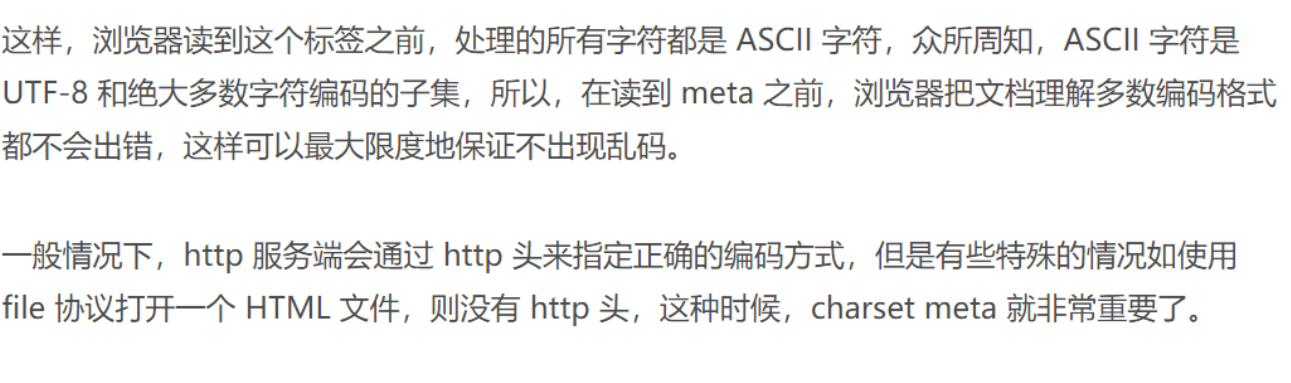 这样，浏览器读到这个标签之前，处理的所有字符都是 ASCII 字符，众所周知，ASCII 字符是
UTF-8 和绝大多数字符编码的子集，所以，在读到 meta 之前，浏览器把文档理解多数编码格式
都不会出错，这样可以最大限度地保证不出现乱码。
一般情况下，http 服务端会通过 http 头来指定正确的编码方式，但是有些特殊的情况如使用
file 协议打开一个 HTML 文件，则没有 http 头，这种时候，charset meta 就非常重要了。